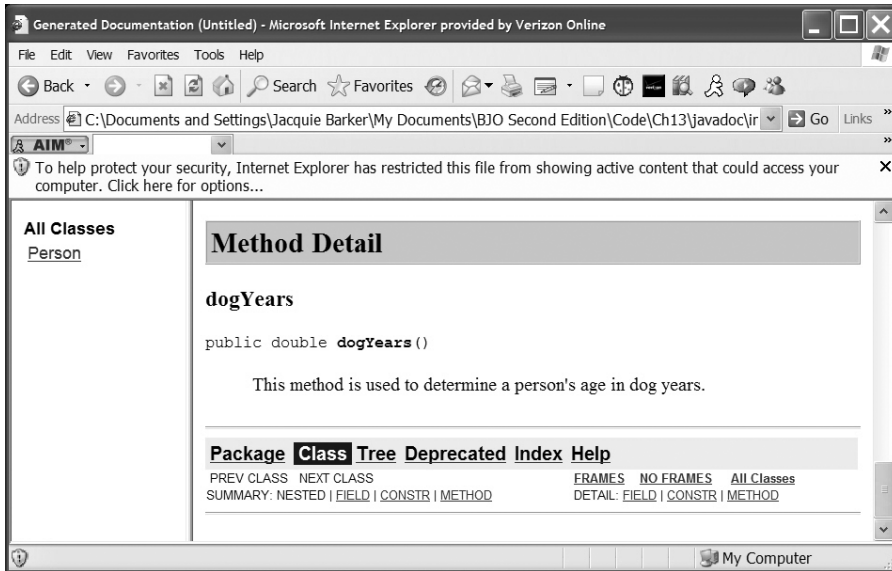 Generated Documentation (Untitled) - Microsoft Internet Explorer provided by Verizon Online
File Edit View Favorites Tools Help
Back Search Favorites
Address C:\Documents and Settings\Jacquie Barker\My Documents\BJO Second Edition\Code\Ch13\javadoc\ir Go Links »
AIM® »
To help protect your security, Internet Explorer has restricted this file from showing active content that could access your
computer. Click here for options...
All Classes
Person
Method Detail
dogYears
public double dogYears()
This method is used to determine a person's age in dog years.
Package Class Tree Deprecated Index Help
PREV CLASS NEXT CLASS FRAMES NO FRAMES All Classes
SUMMARY: NESTED | FIELD | CONSTR | METHOD DETAIL: FIELD | CONSTR | METHOD
My Computer